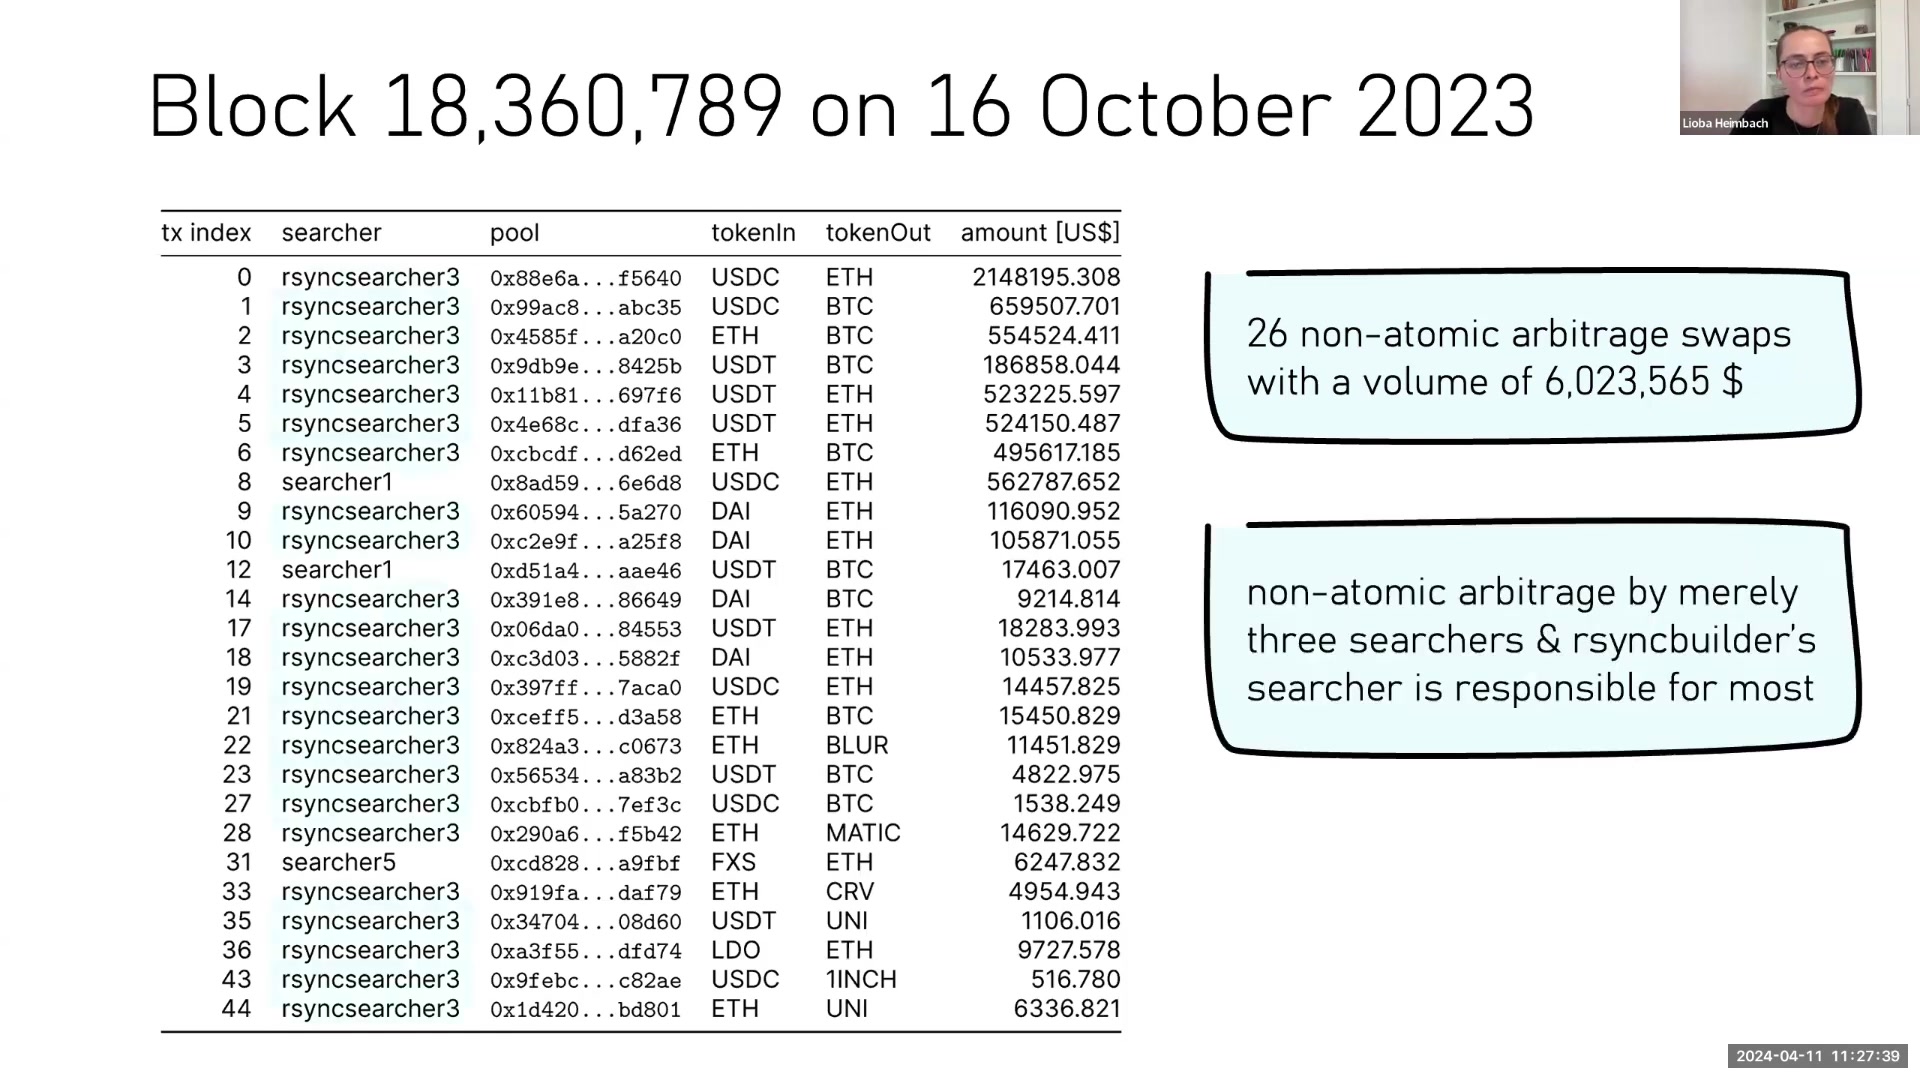 Block 18,360,789 on 16 October 2023
Lioba Heimbach
tx index searcher pool tokenIn tokenOut amount [US$]
0 rsyncsearcher3 0x88e6a...f5640 USDC ETH 2148195.308
1 rsyncsearcher3 0x99ac8...abc35 USDC BTC 659507.701
2 rsyncsearcher3 0x4585f...a20c0 ETH BTC 554524.411
3 rsyncsearcher3 0x9db9e...8425b USDT BTC 186858.044
4 rsyncsearcher3 0x11b81...697f6 USDT ETH 523225.597
5 rsyncsearcher3 0x4e68c...dfa36 USDT ETH 524150.487
6 rsyncsearcher3 0xcbcdf...d62ed ETH BTC 495617.185
8 searcher1 0x8ad59...6e6d8 USDC ETH 562787.652
9 rsyncsearcher3 0x60594...5a270 DAI ETH 116090.952
10 rsyncsearcher3 0xc2e9f...a25f8 DAI ETH 105871.055
12 searcher1 0xd51a4...aae46 USDT BTC 17463.007
14 rsyncsearcher3 0x391e8...86649 DAI BTC 9214.814
17 rsyncsearcher3 0x06da0...84553 USDT ETH 18283.993
18 rsyncsearcher3 0xc3d03...5882f DAI ETH 10533.977
19 rsyncsearcher3 0x397ff...7aca0 USDC ETH 14457.825
21 rsyncsearcher3 0xceff5...d3a58 ETH BTC 15450.829
22 rsyncsearcher3 0x824a3...c0673 ETH BLUR 11451.829
23 rsyncsearcher3 0x56534...a83b2 USDT BTC 4822.975
27 rsyncsearcher3 0xcbfb0...7ef3c USDC BTC 1538.249
28 rsyncsearcher3 0x290a6...f5b42 ETH MATIC 14629.722
31 searcher5 0xcd828...a9fbf FXS ETH 6247.832
33 rsyncsearcher3 0x919fa...daf79 ETH CRV 4954.943
35 rsyncsearcher3 0x34704...08d60 USDT UNI 1106.016
36 rsyncsearcher3 0xa3f55...dfd74 LDO ETH 9727.578
43 rsyncsearcher3 0x9febc...c82ae USDC 1INCH 516.780
44 rsyncsearcher3 0x1d420...bd801 ETH UNI 6336.821
26 non-atomic arbitrage swaps
with a volume of 6,023,565 $
non-atomic arbitrage by merely
three searchers & rsyncbuilder's
searcher is responsible for most
2024-04-11 11:27:39